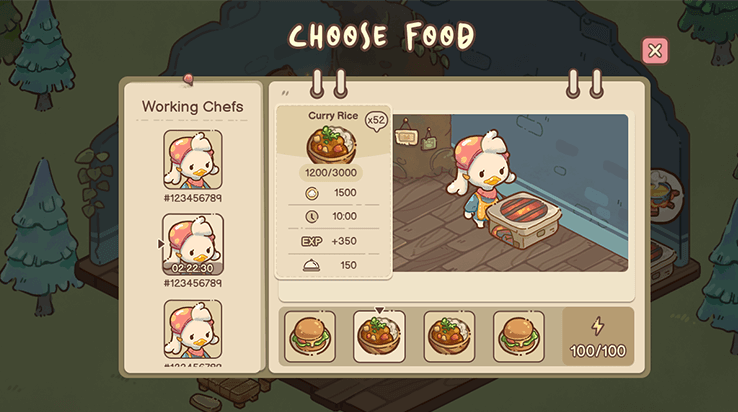 CHOOSE FOOD
Working Chefs
#123456789
02:22:30
#123456789
Curry Rice
x52
1200/3000
1500
10:00
EXP +350
150
100/100